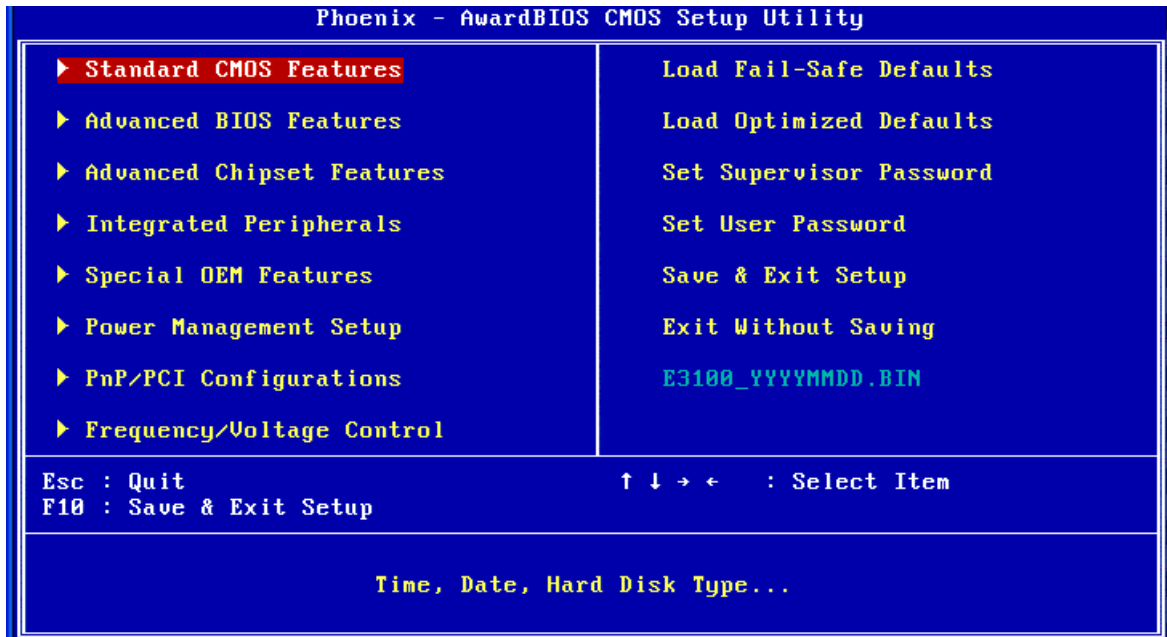 Phoenix - AwardBIOS CMOS Setup Utility
Standard CMOS Features
Advanced BIOS Features
Advanced Chipset Features
Integrated Peripherals
Special OEM Features
Power Management Setup
PnP/PCI Configurations
Frequency/Voltage Control
Load Fail-Safe Defaults
Load Optimized Defaults
Set Supervisor Password
Set User Password
Save & Exit Setup
Exit Without Saving
E3100_YYYYMMDD.BIN
Esc : Quit
F10 : Save & Exit Setup
↑ ↓ → ← : Select Item
Time, Date, Hard Disk Type...